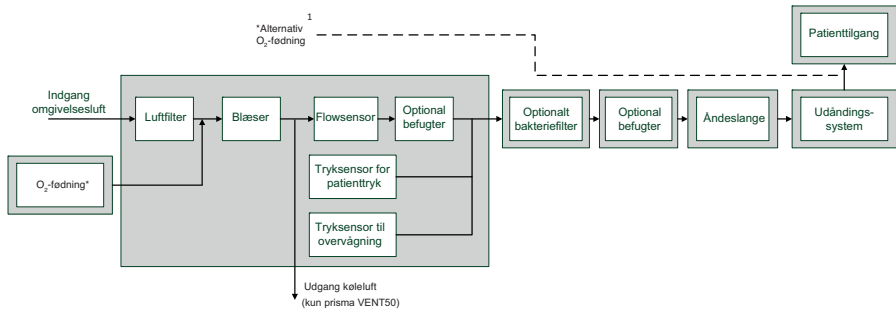 1
*Alternativ
O₂-fødning
Patienttilgang
Indgang
omgivelsesluft
Luftfilter
Blæser
Flowsensor
Optional
befugter
Optionalt
bakteriefilter
Optional
befugter
Åndeslange
Udåndings-
system
O₂-fødning*
Tryksensor for
patienttryk
Tryksensor til
overvågning
Udgang køleluft
(kun prisma VENT50)